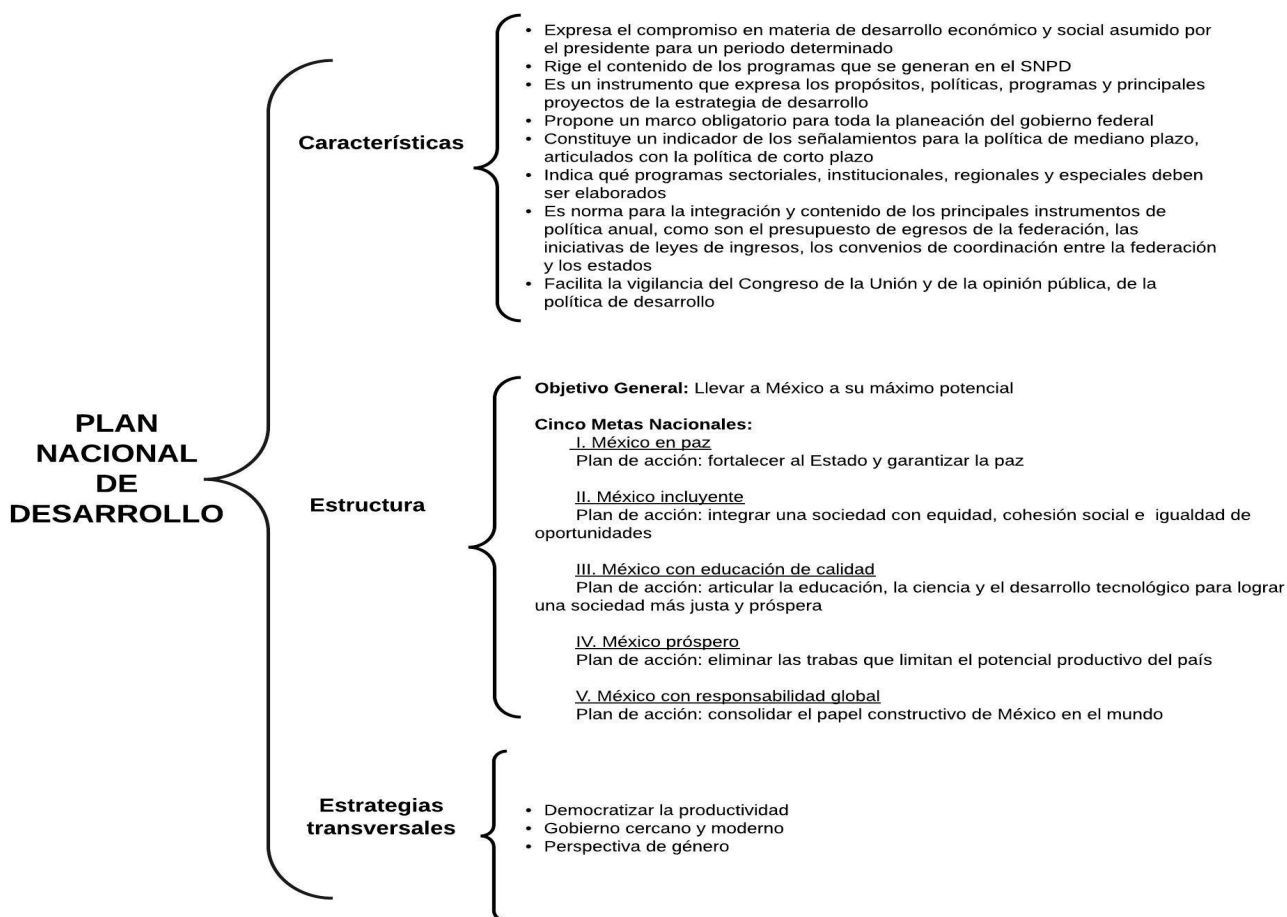 PLAN
NACIONAL
DE
DESARROLLO
Característicias
• Expresa el compromiso en materia de desarrollo económico y social asumido por
el presidente para un periodo determinado
• Rige el contenido de los programas que se generan en el SNPD
• Es un instrumento que expresa los propósitos, políticas, programas y principales
proyectos de la estrategia de desarrollo
• Propone un marco obligatorio para toda la planeación del gobierno federal
• Constituye un indicador de los señalamientos para la política de mediano plazo,
articulados con la política de corto plazo
• Indica qué programas sectoriales, institucionales, regionales y especiales deben
ser elaborados
• Es norma para la integración y contenido de los principales instrumentos de
política anual, como son el presupuesto de egresos de la federación, las
iniciativas de leyes de ingresos, los convenios de coordinación entre la federación
y los estados
• Facilita la vigilancia del Congreso de la Unión y de la opinión pública, de la
política de desarrollo
Estructura
Objetivo General: Llevar a México a su máximo potencial
Cinco Metas Nacionales:
I. México en paz
Plan de acción: fortalecer al Estado y garantizar la paz
II. México incluyente
Plan de acción: integrar una sociedad con equidad, cohesión social e igualdad de
oportunidades
III. México con educación de calidad
Plan de acción: articular la educación, la ciencia y el desarrollo tecnológico para lograr
una sociedad más justa y próspera
IV. México próspero
Plan de acción: eliminar las trabas que limitan el potencial productivo del país
V. México con responsabilidad global
Plan de acción: consolidar el papel constructivo de México en el mundo
Estrategias
transversales
• Democratizar la productividad
• Gobierno cercano y moderno
• Perspectiva de género